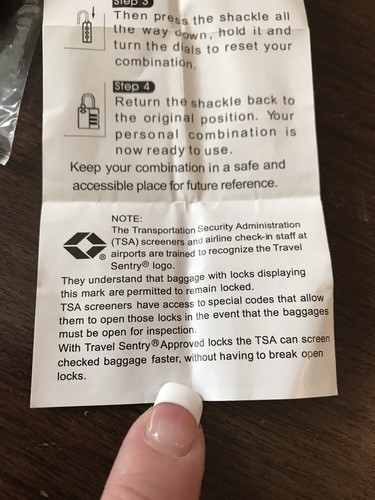 Step 3
Then press the shackle all
the way down, hold it and
turn the dials to reset your
combination.
Step 4
Return the shackle back to
the original position. Your
personal combination is
now ready to use.
Keep your combination in a safe and
accessible place for future reference.
NOTE:
The Transportation Security Administration
(TSA) screeners and airline check-in staff at
airports are trained to recognize the Travel
Sentry® logo.
®
They understand that baggage with locks displaying
this mark are permitted to remain locked.
TSA screeners have access to special codes that allow
them to open those locks in the event that the baggages
must be open for inspection.
With Travel Sentry® Approved locks the TSA can screen
checked baggage faster, without having to break open
locks.